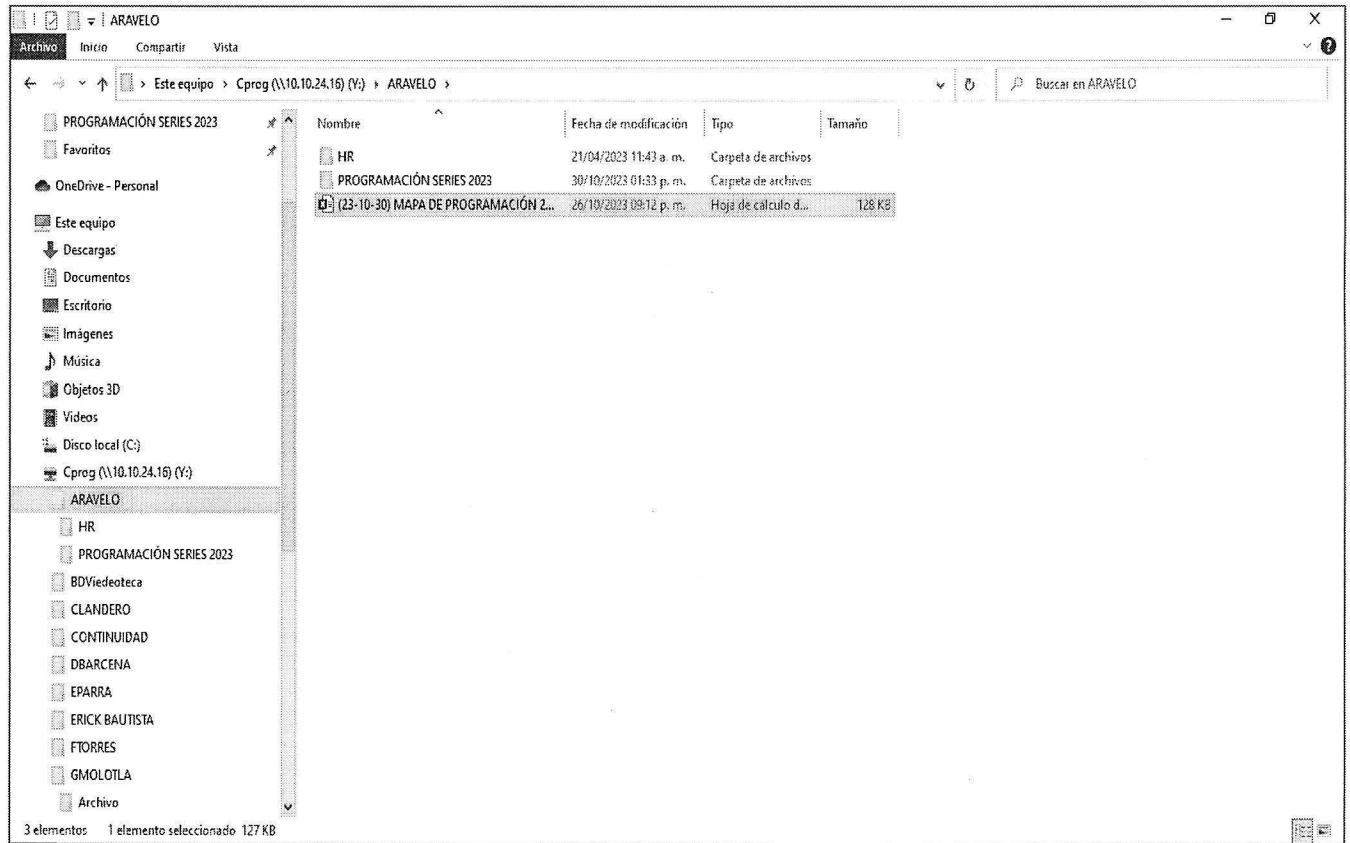 ARAVELO
Archivo Inicio Compartir Vista
Este equipo > Cprog (\\10.10.24.16) (Y:) > ARAVELO >
Buscar en ARAVELO
PROGRAMACIÓN SERIES 2023
Favoritos
OneDrive - Personal
Este equipo
Descargas
Documentos
Escritorio
Imágenes
Música
Objetos 3D
Videos
Disco local (C:)
Cprog (\\10.10.24.16) (Y:)
ARAVELO
HR
PROGRAMACIÓN SERIES 2023
BDViedeoteca
CLANDERO
CONTINUIDAD
DBARCENA
EPARRA
ERICK BAUTISTA
FTORRES
GMOLOTLA
Archivo
Nombre Fecha de modificación Tipo Tamaño
HR 21/04/2023 11:43 a. m. Carpeta de archivos
PROGRAMACIÓN SERIES 2023 30/10/2023 01:33 p. m. Carpeta de archivos
(23-10-30) MAPA DE PROGRAMACIÓN 2... 26/10/2023 09:12 p. m. Hoja de cálculo d... 128 KB
3 elementos 1 elemento seleccionado 127 KB